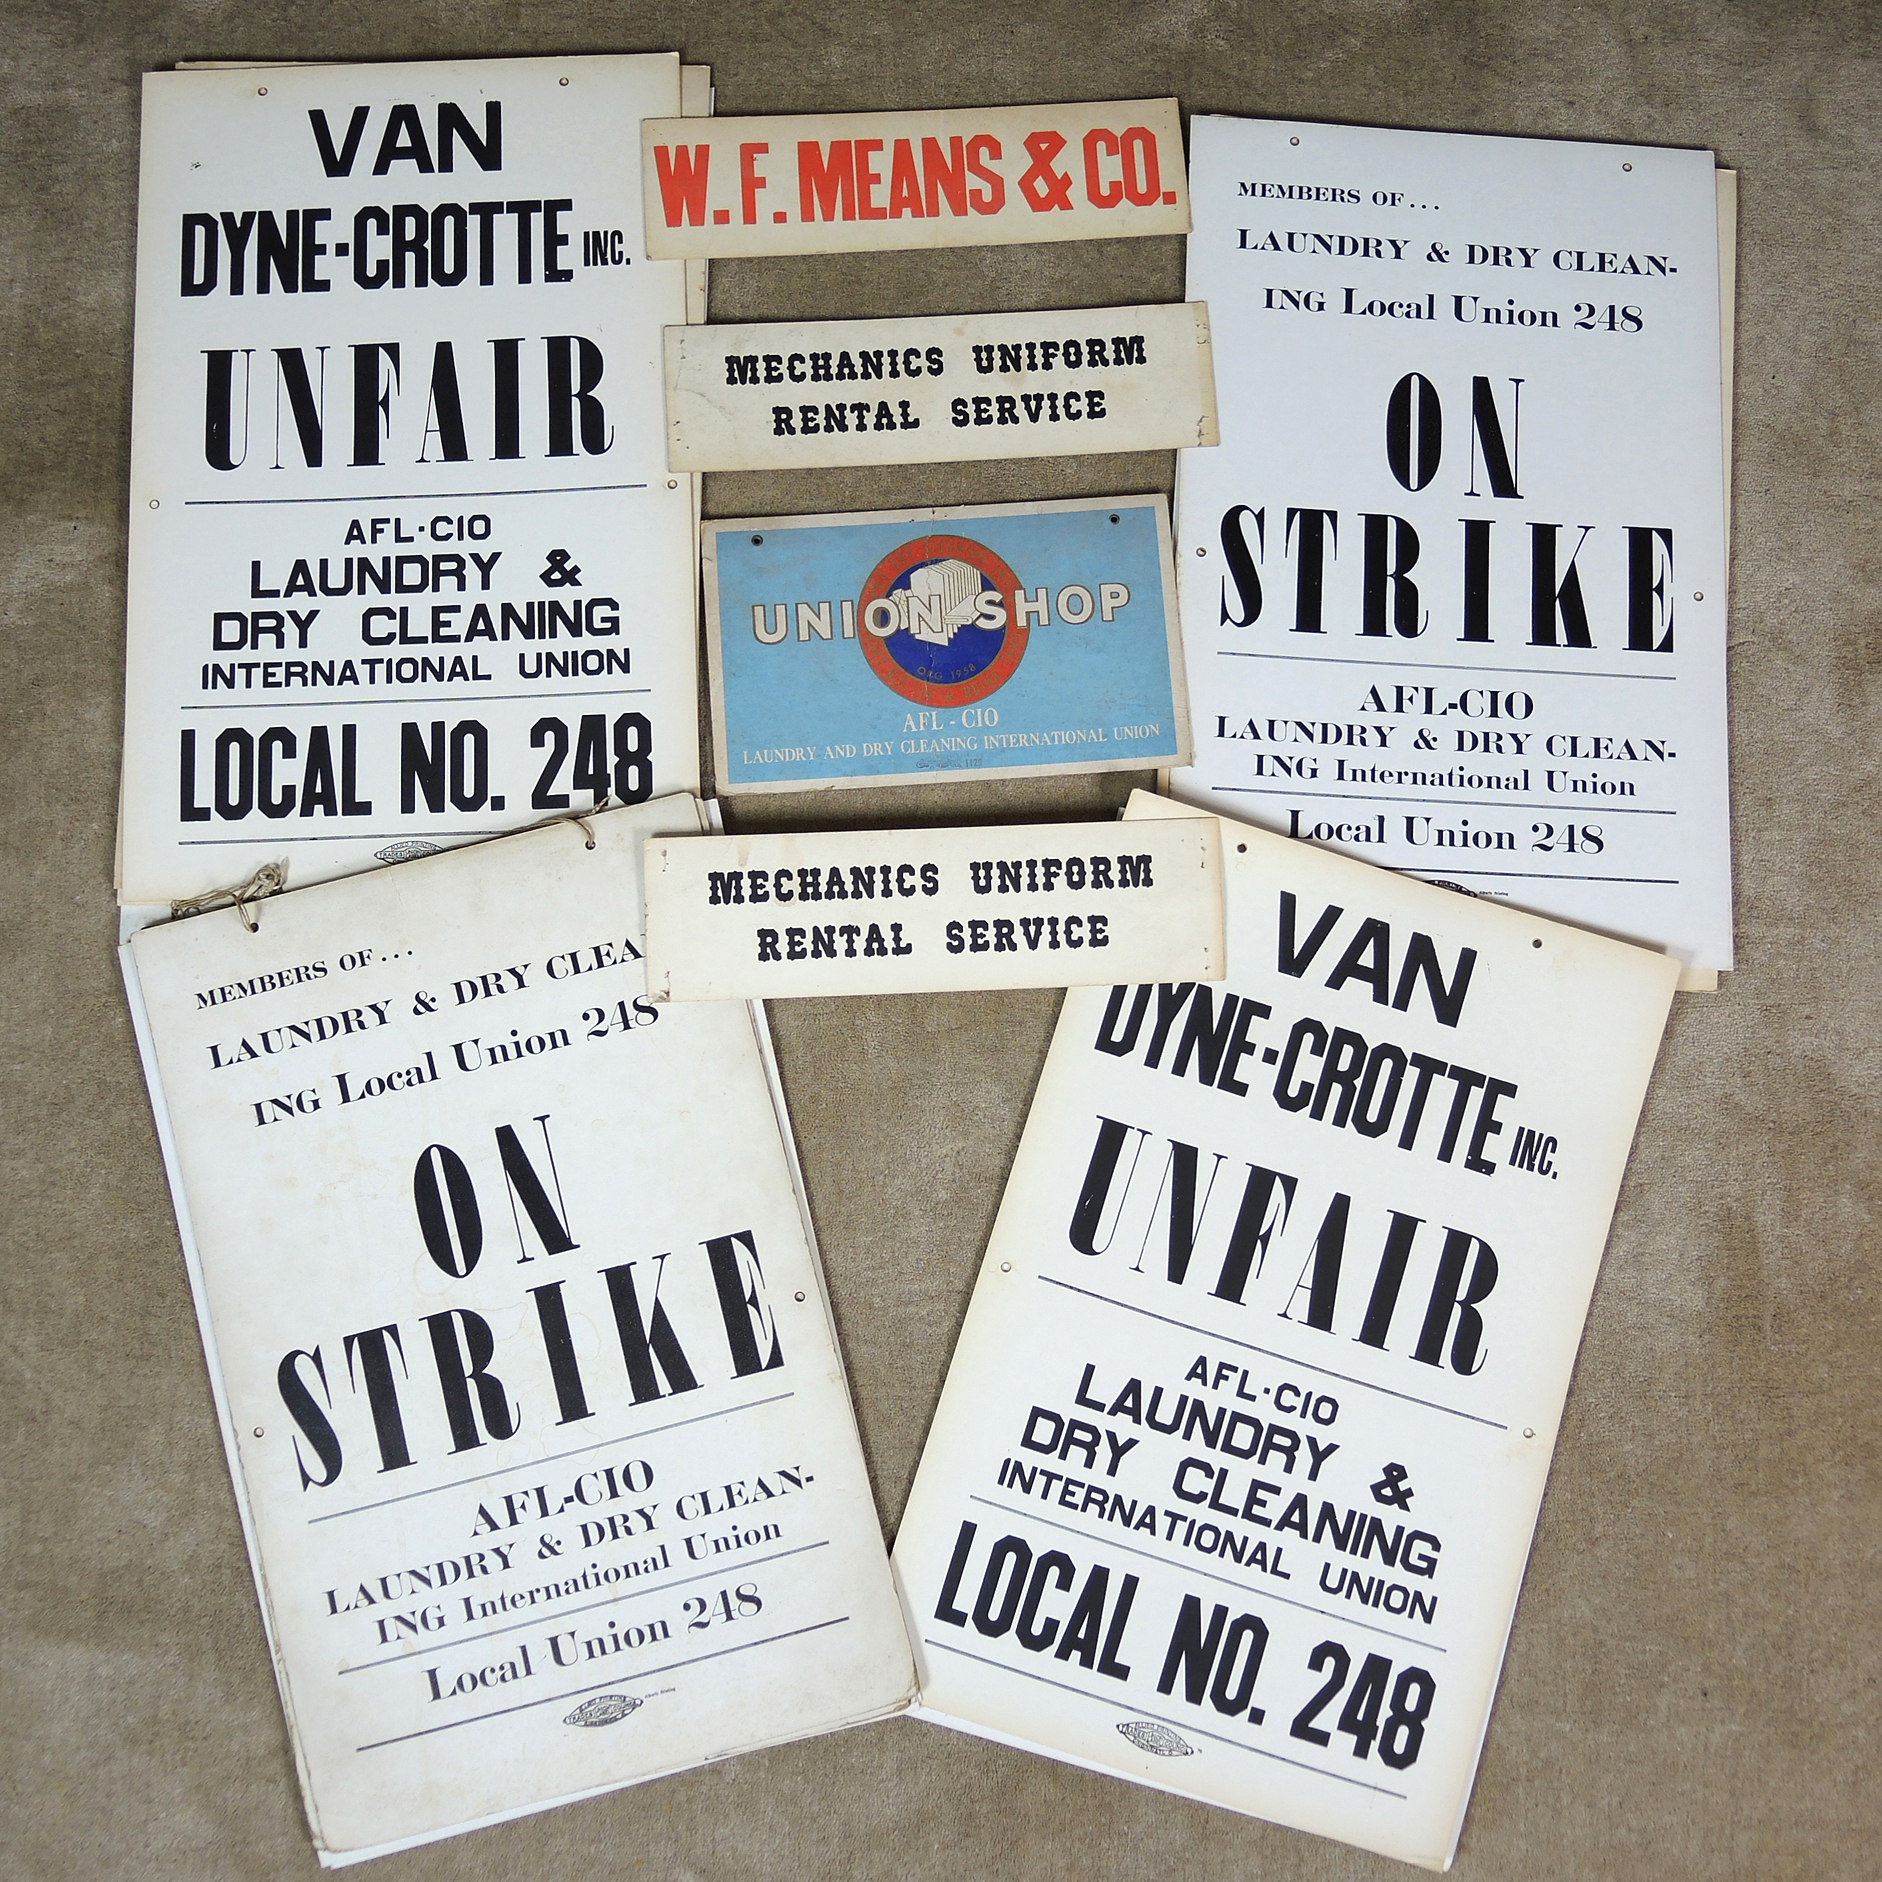 VAN
DYNE-CROTTE INC.
UNFAIR
AFL-CIO
LAUNDRY &
DRY CLEANING
INTERNATIONAL UNION
LOCAL NO. 248
W. F. MEANS & CO.
MECHANICS UNIFORM
RENTAL SERVICE
UNION SHOP
ORG 1958
AFL - CIO
LAUNDRY AND DRY CLEANING INTERNATIONAL UNION
MEMBERS OF...
LAUNDRY & DRY CLEAN-
ING Local Union 248
ON
STRIKE
AFL-CIO
LAUNDRY & DRY CLEAN-
ING International Union
Local Union 248
MEMBERS OF...
LAUNDRY & DRY CLEA
ING Local Union 248
ON
STRIKE
AFL-CIO
LAUNDRY & DRY CLEAN-
ING International Union
Local Union 248
MECHANICS UNIFORM
RENTAL SERVICE
VAN
DYNE-CROTTE INC.
UNFAIR
AFL-CIO
LAUNDRY &
DRY CLEANING
INTERNATIONAL UNION
LOCAL NO. 248